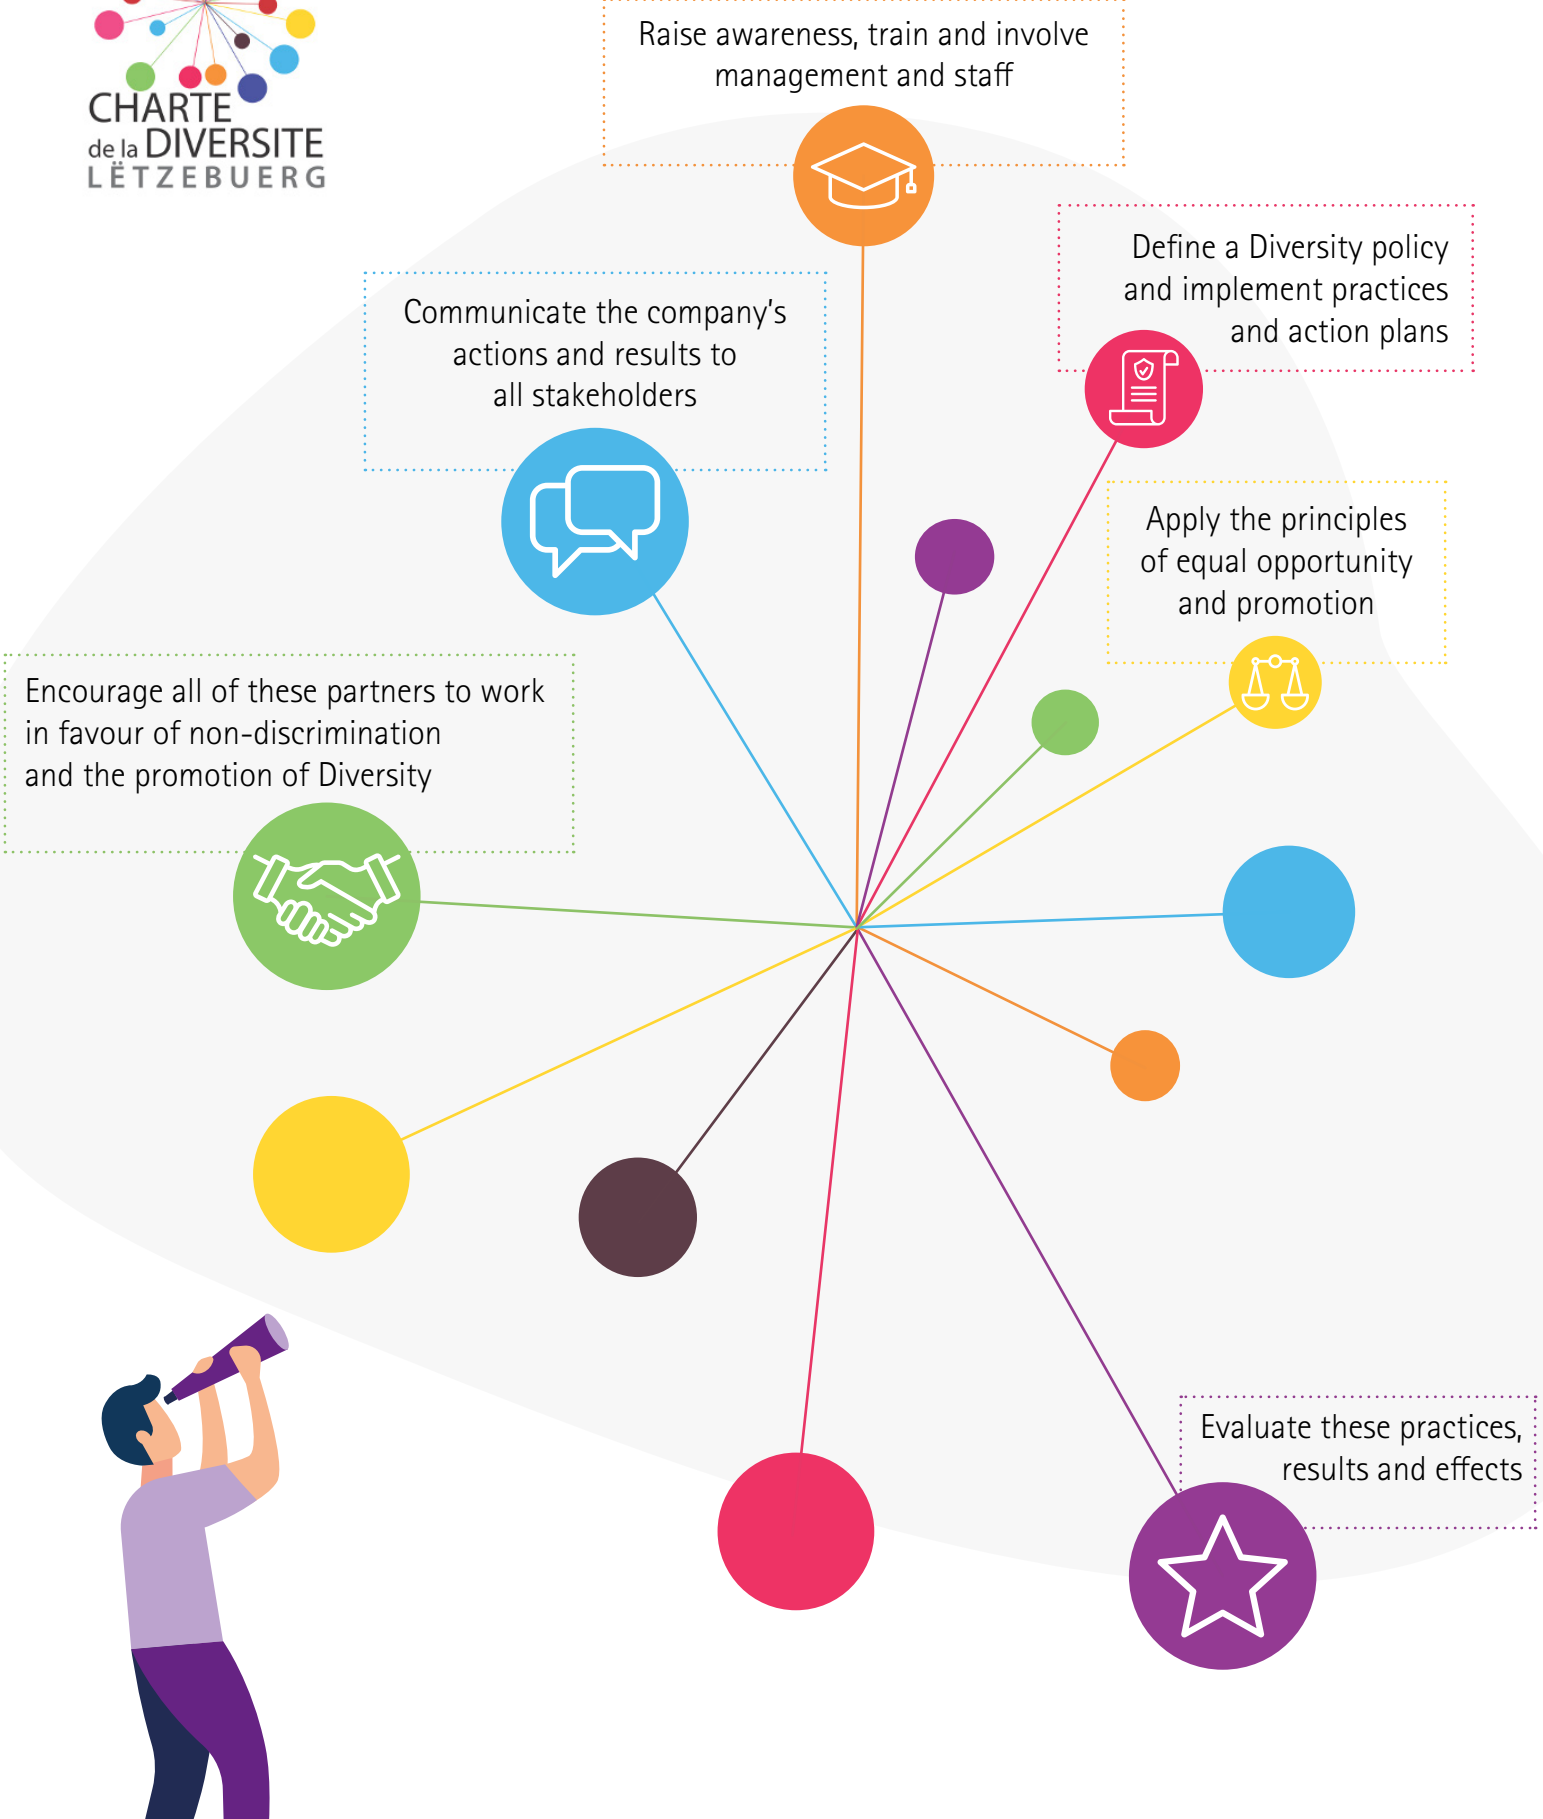 CHARTE
de la DIVERSITE
LËTZEBUERG
Raise awareness, train and involve
management and staff
Define a Diversity policy
and implement practices
and action plans
Communicate the company's
actions and results to
all stakeholders
Apply the principles
of equal opportunity
and promotion
Encourage all of these partners to work
in favour of non-discrimination
and the promotion of Diversity
Evaluate these practices,
results and effects